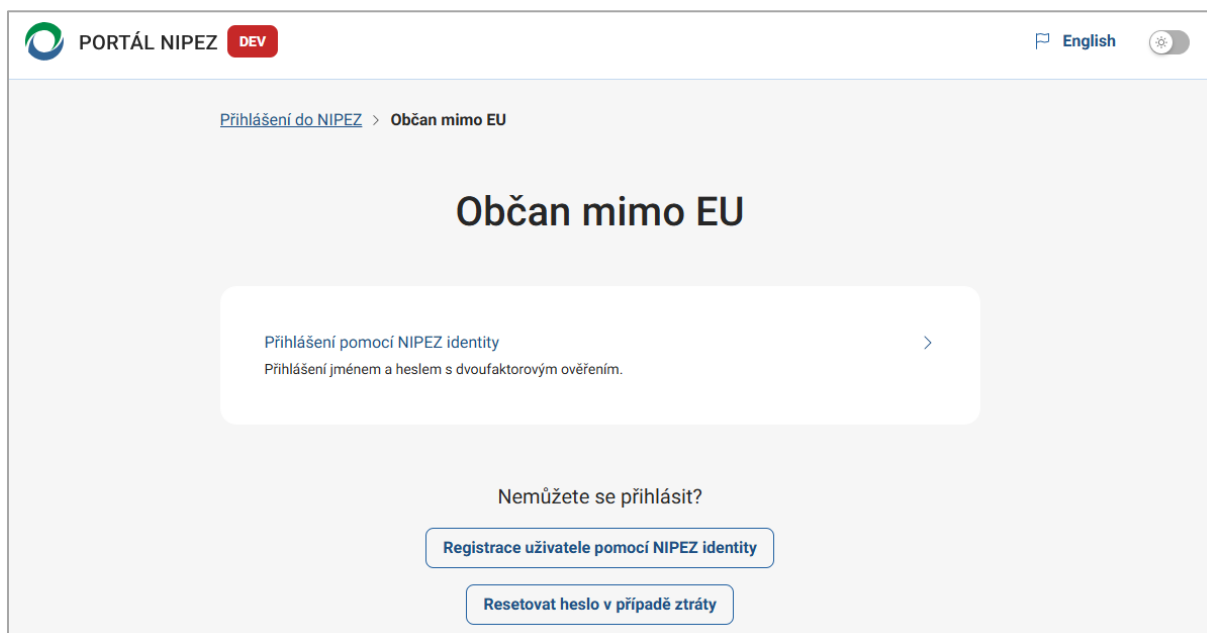 PORTÁL NIPEZ DEV English
Přihlášení do NIPEZ > Občan mimo EU
Občan mimo EU
Přihlášení pomocí NIPEZ identity
Přihlášení jménem a heslem s dvoufaktorovým ověřením.
Nemůžete se přihlásit?
Registrace uživatele pomocí NIPEZ identity
Resetovat heslo v případě ztráty